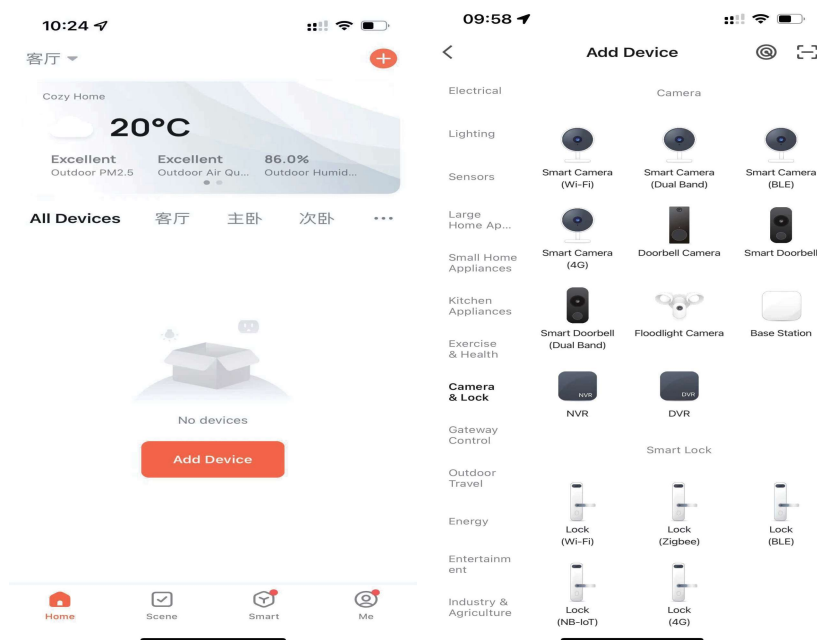 10:24
客厅
Cozy Home
20°C
Excellent Excellent 86.0%
Outdoor PM2.5 Outdoor Air Qu... Outdoor Humid...
All Devices 客厅 主卧 次卧 ...
No devices
Add Device
Home Scene Smart Me
09:58
Add Device
Electrical
Lighting
Sensors
Large
Home Ap...
Small Home
Appliances
Kitchen
Appliances
Exercise
& Health
Camera
& Lock
Gateway
Control
Outdoor
Travel
Energy
Entertainm
ent
Industry &
Agriculture
Camera
Smart Camera Smart Camera Smart Camera
(Wi-Fi) (Dual Band) (BLE)
Smart Camera Doorbell Camera Smart Doorbell
(4G)
Smart Doorbell Floodlight Camera Base Station
(Dual Band)
NVR DVR
NVR DVR
Smart Lock
Lock Lock Lock
(Wi-Fi) (Zigbee) (BLE)
Lock Lock
(NB-IoT) (4G)